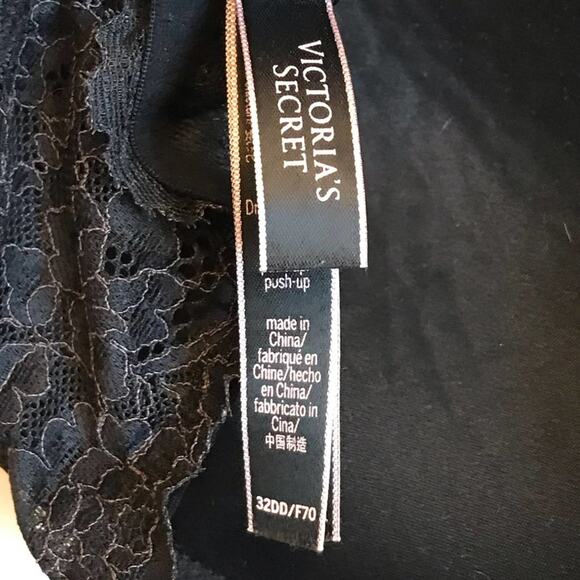 VICTORIA'S
SECRET
push-up
made in
China/
fabriqué en
Chine/hecho
en China/
fabbricato in
Cina/
中国制造
32DD/F70